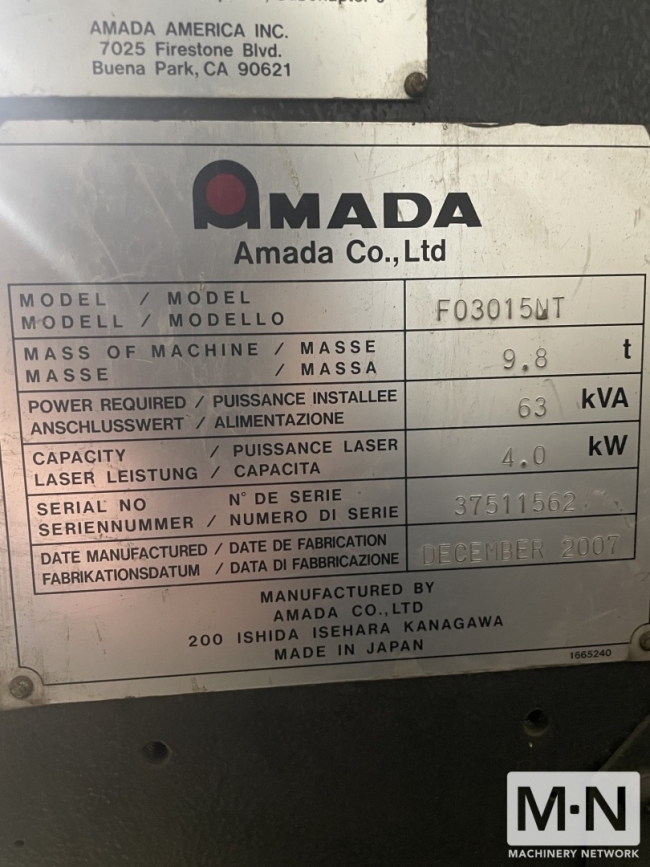 AMADA AMERICA INC.
7025 Firestone Blvd.
Buena Park, CA 90621
AMADA
Amada Co., Ltd
MODEL / MODEL
MODELL / MODELLO
FO3015NT
MASS OF MACHINE / MASSE
MASSE / MASSA
9.8 t
POWER REQUIRED / PUISSANCE INSTALLEE
ANSCHLUSSWERT / ALIMENTAZIONE
63 kVA
CAPACITY / PUISSANCE LASER
LASER LEISTUNG / CAPACITA
4.0 kW
SERIAL NO N° DE SERIE
SERIENNUMMER / NUMERO DI SERIE
37511562
DATE MANUFACTURED / DATE DE FABRICATION
FABRIKATIONSDATUM / DATA DI FABBRICAZIONE
DECEMBER 2007
MANUFACTURED BY
AMADA CO.,LTD
200 ISHIDA ISEHARA KANAGAWA
MADE IN JAPAN
1665240
M·N
MACHINERY NETWORK